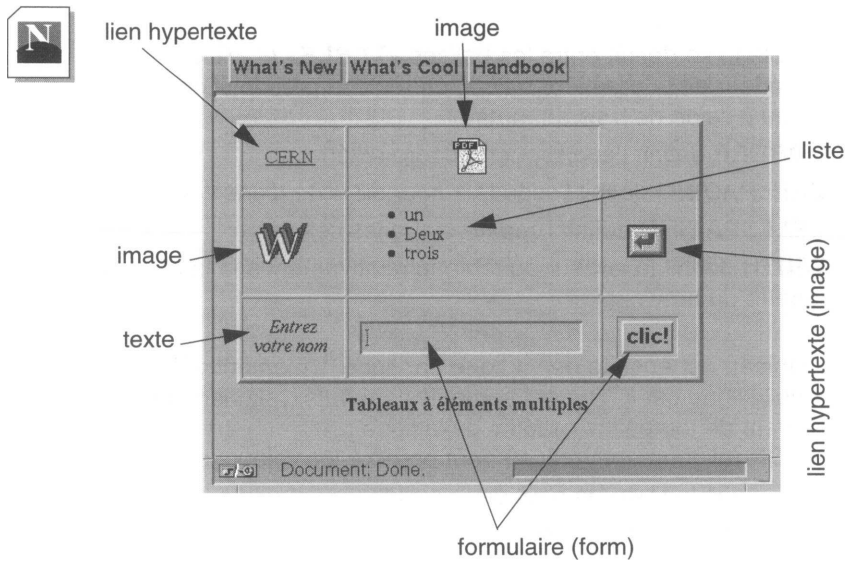 N
lien hypertexte
image
What's New
What's Cool
Handbook
CERN
PDF
liste
W
• un
• Deux
• trois
image
lien hypertexte (image)
texte
Entrez
votre nom
clic!
Tableaux à éléments multiples
Document: Done.
formulaire (form)